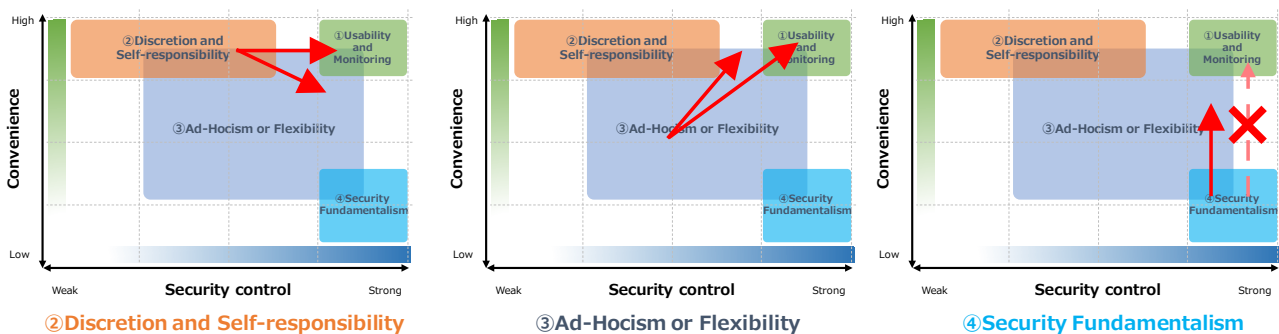 High
Convenience
Low
②Discretion and
Self-responsibility
①Usability
and
Monitoring
③Ad-Hocism or Flexibility
④Security
Fundamentalism
Weak
Security control
Strong
②Discretion and Self-responsibility
High
Convenience
Low
②Discretion and
Self-responsibility
①Usability
and
Monitoring
③Ad-Hocism or Flexibility
④Security
Fundamentalism
Weak
Security control
Strong
③Ad-Hocism or Flexibility
High
Convenience
Low
②Discretion and
Self-responsibility
①Usability
and
Monitoring
③Ad-Hocism or Flexibility
④Security
Fundamentalism
Weak
Security control
Strong
④Security Fundamentalism